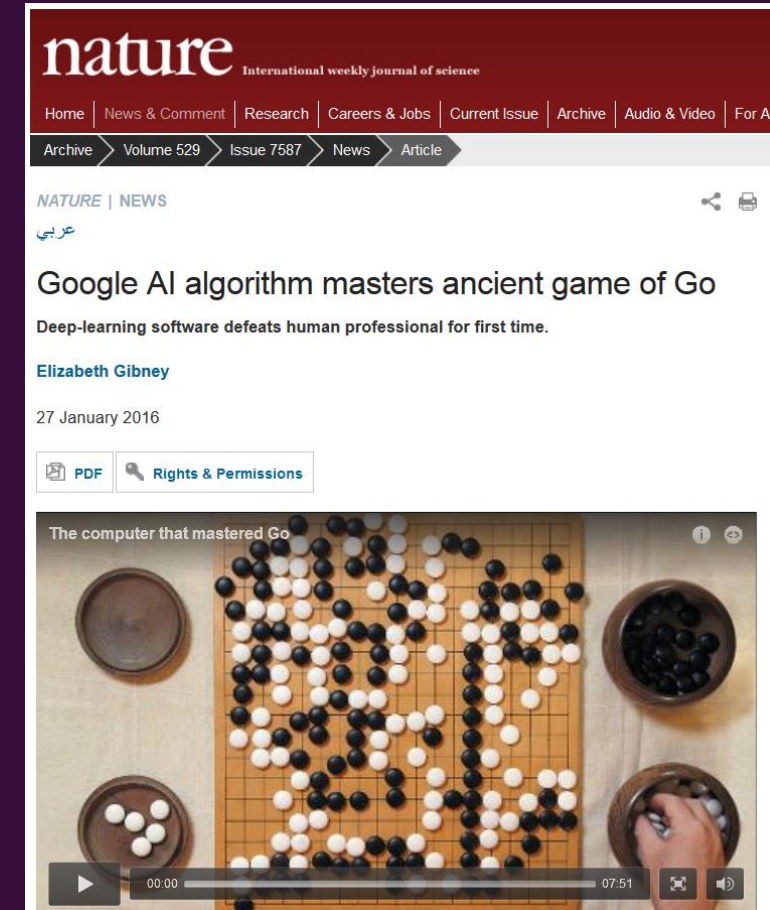 nature International weekly journal of science
Home News & Comment Research Careers & Jobs Current Issue Archive Audio & Video For A
Archive Volume 529 Issue 7587 News Article
NATURE | NEWS
عربي
Google AI algorithm masters ancient game of Go
Deep-learning software defeats human professional for first time.
Elizabeth Gibney
27 January 2016
PDF Rights & Permissions
The computer that mastered Go
00:00 07:51